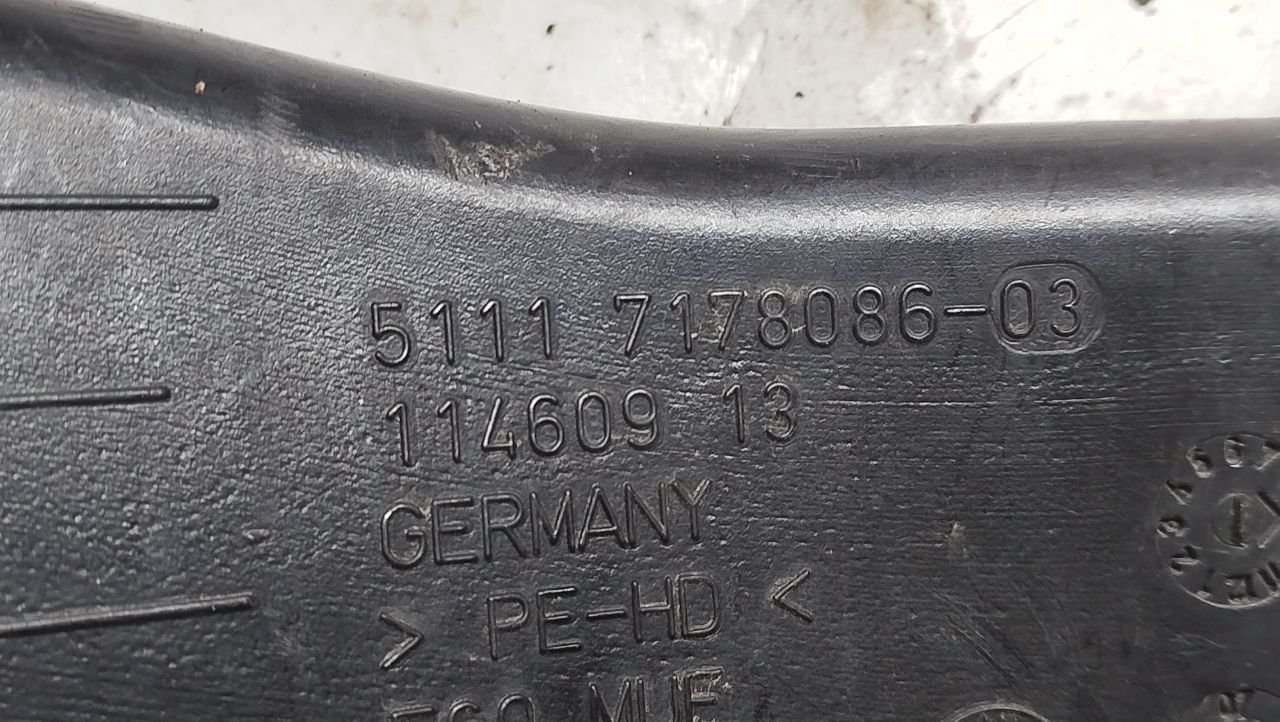 5111 7178086-03
114609 13
GERMANY
> PE-HD <